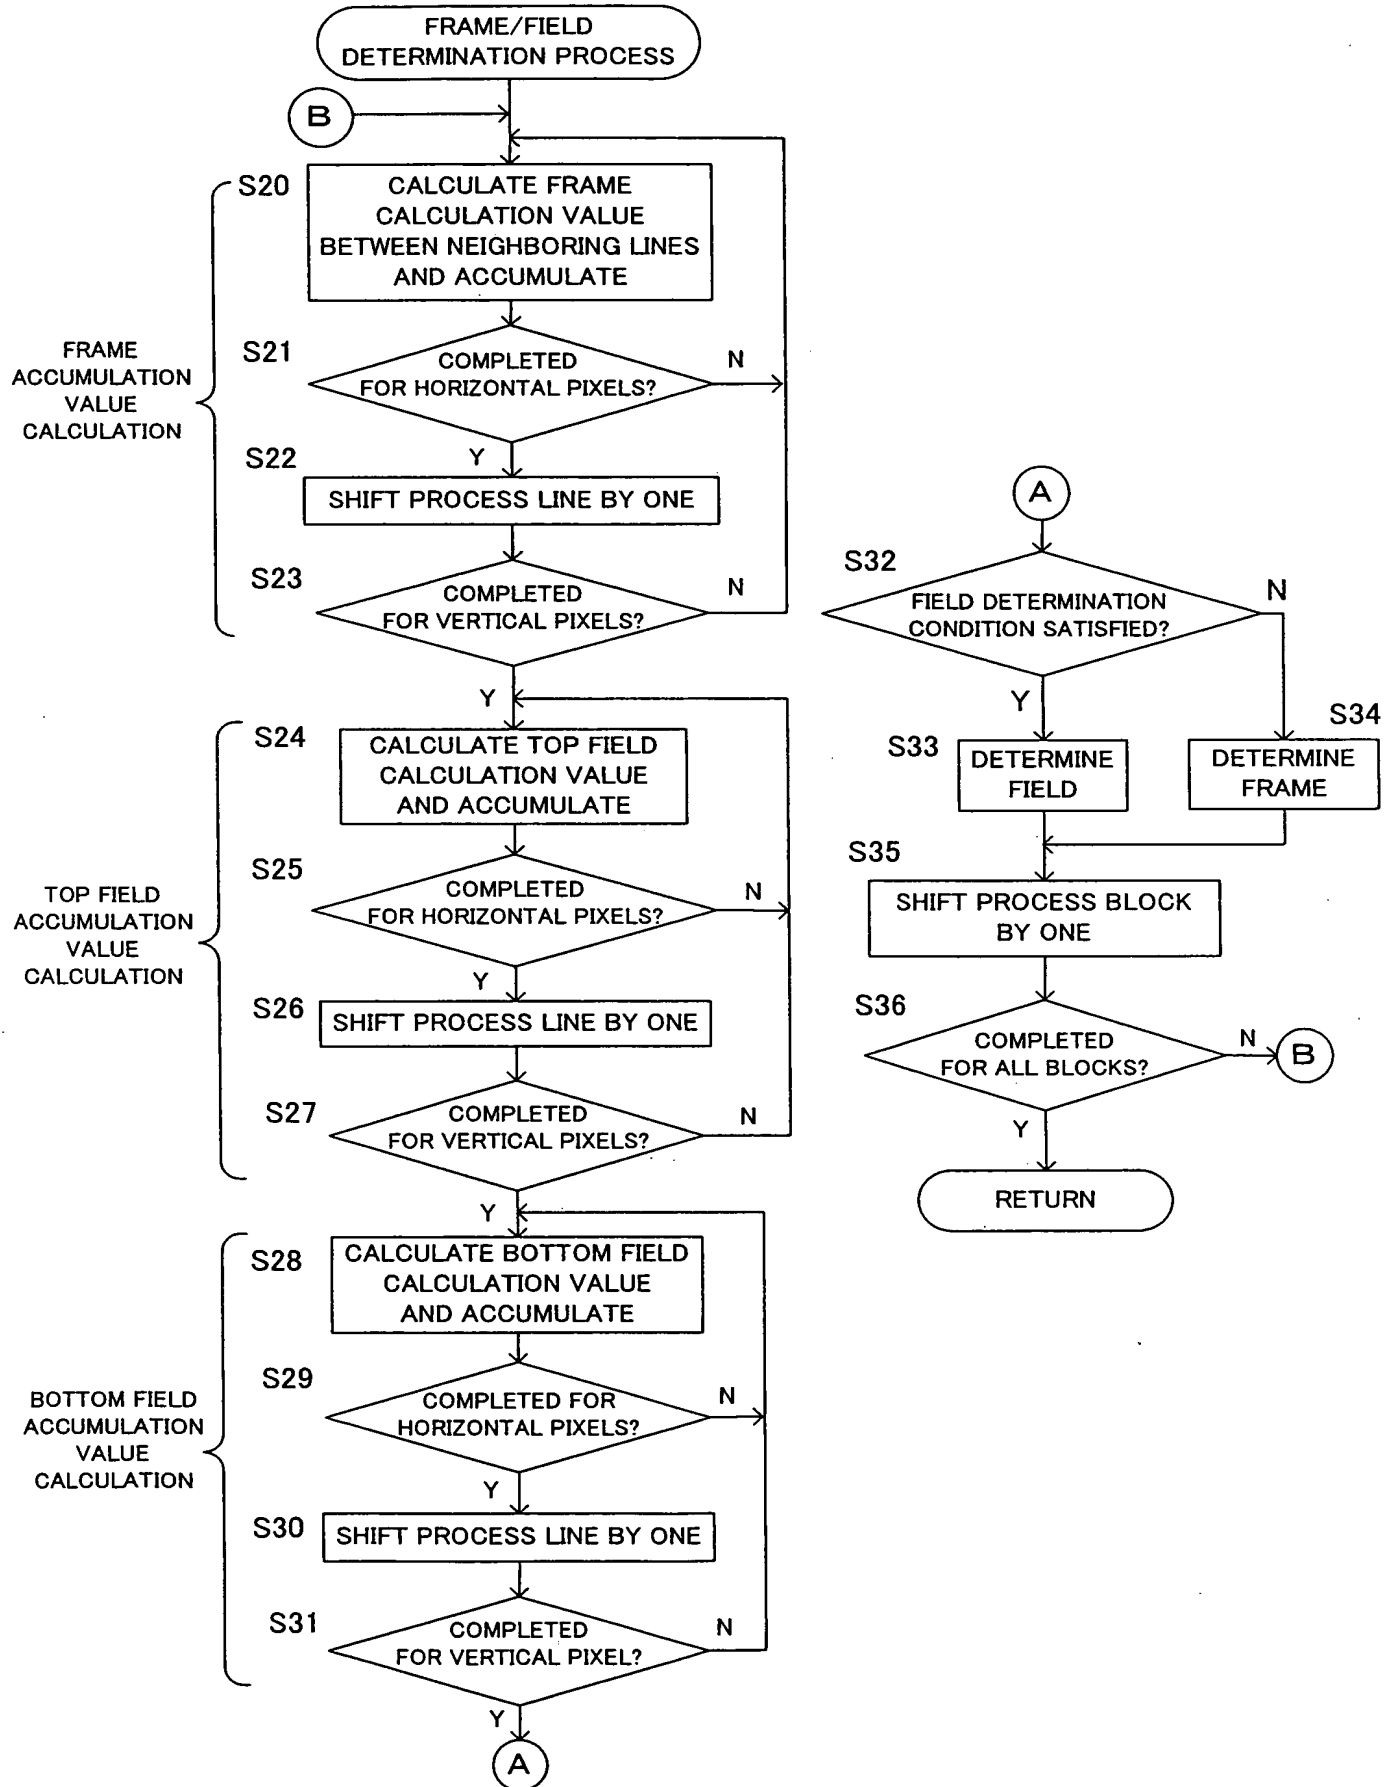 FRAME/FIELD
DETERMINATION PROCESS
B
S20
CALCULATE FRAME
CALCULATION VALUE
BETWEEN NEIGHBORING LINES
AND ACCUMULATE
FRAME
ACCUMULATION
VALUE
CALCULATION
S21
COMPLETED
FOR HORIZONTAL PIXELS?
N
Y
S22
SHIFT PROCESS LINE BY ONE
S23
COMPLETED
FOR VERTICAL PIXELS?
N
Y
S24
CALCULATE TOP FIELD
CALCULATION VALUE
AND ACCUMULATE
TOP FIELD
ACCUMULATION
VALUE
CALCULATION
S25
COMPLETED
FOR HORIZONTAL PIXELS?
N
Y
S26
SHIFT PROCESS LINE BY ONE
S27
COMPLETED
FOR VERTICAL PIXELS?
N
Y
S28
CALCULATE BOTTOM FIELD
CALCULATION VALUE
AND ACCUMULATE
BOTTOM FIELD
ACCUMULATION
VALUE
CALCULATION
S29
COMPLETED FOR
HORIZONTAL PIXELS?
N
Y
S30
SHIFT PROCESS LINE BY ONE
S31
COMPLETED
FOR VERTICAL PIXEL?
N
Y
A
A
S32
FIELD DETERMINATION
CONDITION SATISFIED?
N
Y
S33
DETERMINE
FIELD
S34
DETERMINE
FRAME
S35
SHIFT PROCESS BLOCK
BY ONE
S36
COMPLETED
FOR ALL BLOCKS?
N
B
Y
RETURN